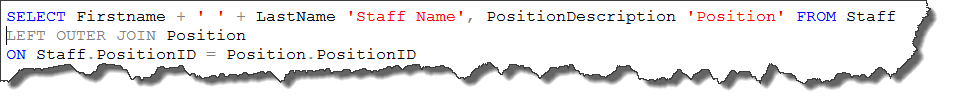 SELECT Firstname + ' ' + LastName 'Staff Name', PositionDescription 'Position' FROM Staff
LEFT OUTER JOIN Position
ON Staff.PositionID = Position.PositionID